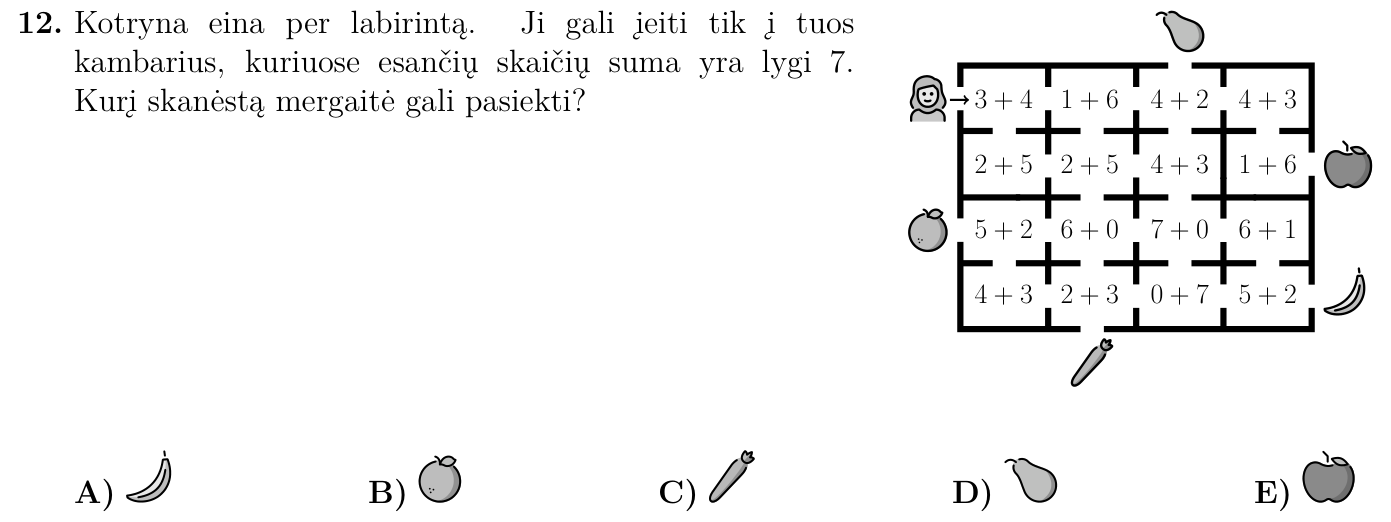 12. Kotryna eina per labirintą. Ji gali įeiti tik į tuos
kambarius, kuriuose esančių skaičių suma yra lygi 7.
Kurį skanėstą mergaitė gali pasiekti?
3 + 4 1 + 6 4 + 2 4 + 3
2 + 5 2 + 5 4 + 3 1 + 6
5 + 2 6 + 0 7 + 0 6 + 1
4 + 3 2 + 3 0 + 7 5 + 2
A) B) C) D) E)